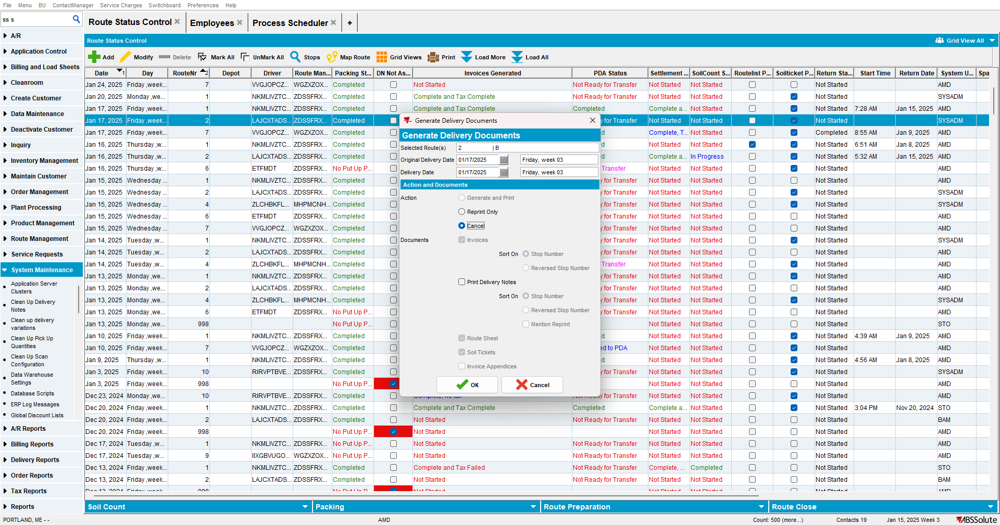 File Menu BU ContactManager Service Charges Switchboard Preferences Help
ss s
Route Status Control Employees Process Scheduler +
Route Status Control Grid View All
Add Modify Delete Mark All UnMark All Stops Map Route Grid Views Print Load More Load All
A/R
Application Control
Billing and Load Sheets
Cleanroom
Create Customer
Data Maintenance
Deactivate Customer
Inquiry
Inventory Management
Maintain Customer
Order Management
Plant Processing
Product Management
Route Management
Service Requests
System Maintenance
Application Server
Clusters
Clean Up Delivery
Notes
Clean up delivery
variations
Clean Up Pick Up
Quantities
Clean Up Scan
Configuration
Data Warehouse
Settings
Database Scripts
ERP Log Messages
Global Discount Lists
A/R Reports
Billing Reports
Delivery Reports
Order Reports
Tax Reports
Reports
Date 1 Day RouteNr 2 Depot Driver Route Man... Packing St... DN Not As... Invoices Generated PDA Status Settlement ... SoilCount S... Routelist P... Soilticket P... Return Sta... Start Time Return Date System U... Spa
Jan 24, 2025 Friday ,week... 7 VVGJOPCZ... WGZXZOX... Completed Not Started Not Ready for Transfer Not Started Not Started Not Started AMD
Jan 20, 2025 Monday ,we... 1 NKMLIVZTC... ZDSSFRX... Completed Complete and Tax Complete Not Ready for Transfer Not Started Not Started Not Started SYSADM
Jan 17, 2025 Friday ,week... 1 NKMLIVZTC... ZDSSFRX... Completed Complete and Tax Complete Completed Complete a... Not Started Not Started 7:28 AM Jan 15, 2025 AMD
Jan 17, 2025 Friday ,week... 2 LAJCXTADS... ZDSSFRX... Completed y for Transfer Not Started Not Started Not Started SYSADM
Jan 17, 2025 Friday ,week... 7 VVGJOPCZ... WGZXZOX... Completed d Complete, T... Not Started Completed 8:55 AM Jan 9, 2025 AMD
Jan 16, 2025 Thursday ,w... 1 NKMLIVZTC... ZDSSFRX... Completed d Not Started Not Started Not Started 6:51 AM Jan 8, 2025 AMD
Jan 16, 2025 Thursday ,w... 2 LAJCXTADS... ZDSSFRX... Completed d Complete a... In Progress Not Started 5:32 AM Jan 15, 2025 AMD
Jan 16, 2025 Thursday ,w... 6 ETFMDT ZDSSFRX... No Put Up P... Transfer Not Started Not Started Not Started AMD
Jan 15, 2025 Wednesday ... 1 NKMLIVZTC... ZDSSFRX... Completed y for Transfer Not Started Not Started Not Started AMD
Jan 15, 2025 Wednesday ... 2 LAJCXTADS... ZDSSFRX... Completed y for Transfer Not Started Not Started Not Started SYSADM
Jan 15, 2025 Wednesday ... 4 ZLCHBKFL... MHPMCNH... Completed y for Transfer Not Started Not Started Not Started SYSADM
Jan 15, 2025 Wednesday ... 6 ETFMDT ZDSSFRX... Completed y for Transfer Not Started Not Started Not Started AMD
Jan 15, 2025 Wednesday ... 7 VVGJOPCZ... WGZXZOX... Completed y for Transfer Not Started Not Started Not Started AMD
Jan 14, 2025 Tuesday ,w... 1 NKMLIVZTC... ZDSSFRX... Completed y for Transfer Not Started Not Started Not Started SYSADM
Jan 14, 2025 Tuesday ,w... 2 LAJCXTADS... ZDSSFRX... Completed y for Transfer Not Started Not Started Not Started AMD
Jan 14, 2025 Tuesday ,w... 4 ZLCHBKFL... MHPMCNH... Completed Transfer Not Started Not Started Not Started AMD
Jan 13, 2025 Monday ,we... 1 NKMLIVZTC... ZDSSFRX... Completed y for Transfer Not Started Not Started Not Started AMD
Jan 13, 2025 Monday ,we... 2 LAJCXTADS... ZDSSFRX... Completed y for Transfer Not Started Not Started Not Started AMD
Jan 13, 2025 Monday ,we... 4 ZLCHBKFL... MHPMCNH... Completed y for Transfer Not Started Not Started Not Started SYSADM
Jan 13, 2025 Monday ,we... 6 ETFMDT ZDSSFRX... No Put Up P... y for Transfer Not Started Not Started Not Started AMD
Jan 13, 2025 Monday ,we... 998 No Put Up P... Not Started Not Started Not Started STO
Jan 10, 2025 Friday ,week... 1 NKMLIVZTC... ZDSSFRX... Completed d Not Started Not Started Not Started 4:39 AM Jan 9, 2025 AMD
Jan 10, 2025 Friday ,week... 7 VVGJOPCZ... WGZXZOX... Completed ed to PDA Not Started Not Started Not Started AMD
Jan 9, 2025 Thursday ,w... 1 NKMLIVZTC... ZDSSFRX... Completed d Not Started Not Started Not Started 4:56 AM Jan 8, 2025 AMD
Jan 3, 2025 Friday ,week... 10 RIRVPTBVE... ZDSSFRX... Completed y for Transfer Not Started Not Started Not Started SYSADM
Jan 3, 2025 Friday ,week... 998 No Put Up P... Not Started Not Started Not Started AMD
Dec 23, 2024 Monday ,we... 10 RIRVPTBVE... ZDSSFRX... Completed Complete, no tax Not Ready for Transfer Not Started Not Started Not Started AMD
Dec 20, 2024 Friday ,week... 1 NKMLIVZTC... ZDSSFRX... Completed Complete and Tax Complete Completed Complete a... Not Started Not Started 3:04 PM Nov 20, 2024 STO
Dec 20, 2024 Friday ,week... 2 LAJCXTADS... ZDSSFRX... Completed Not Started Not Ready for Transfer Not Started Not Started Not Started BAM
Dec 20, 2024 Friday ,week... 998 No Put Up P... Not Started Not Started Not Started Not Started AMD
Dec 17, 2024 Tuesday ,w... 1 NKMLIVZTC... ZDSSFRX... No Put Up P... Not Started Not Ready for Transfer Not Started Not Started Not Started AMD
Dec 17, 2024 Tuesday ,w... 9 IIXGBVUGO... WGZXZOX... No Put Up P... Not Started Not Ready for Transfer Not Started Not Started Not Started AMD
Dec 13, 2024 Friday ,week... 1 NKMLIVZTC... ZDSSFRX... Completed Complete and Tax Failed Not Ready for Transfer Complete, ... Completed Not Started STO
Dec 13, 2024 Friday ,week... 2 LAJCXTADS... ZDSSFRX... Completed Not Started Not Ready for Transfer Not Started Not Started Not Started BAM
Dec 13, 2024 Friday ,week... 998 No Put Up P... Not Started Not Started Not Started Not Started AMD
Generate Delivery Documents
Generate Delivery Documents
Selected Route(s) 2 | B
Original Delivery Date 01/17/2025 16 Friday, week 03
Delivery Date 01/17/2025 16 Friday, week 03
Action and Documents
Action Generate and Print
Reprint Only
Cancel
Documents Invoices
Sort On Stop Number
Reversed Stop Number
Print Delivery Notes
Sort On Stop Number
Reversed Stop Number
Mention Reprint
Route Sheet
Soil Tickets
Invoice Appendices
OK Cancel
Soil Count Packing Route Preparation Route Close
PORTLAND, ME - - AMD Count: 500 (more...) Contacts 19 Jan 15, 2025 Week 3 ABSSolute